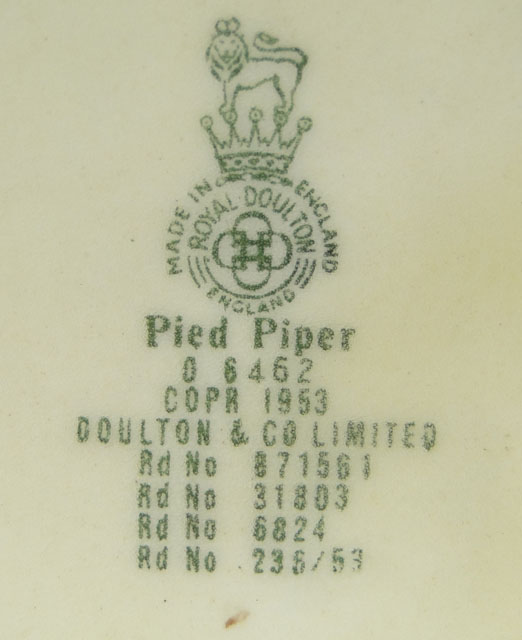 MADE IN ENGLAND
ROYAL DOULTON
ENGLAND
Pied Piper
D 6462
COPR 1953
DOULTON & CO LIMITED
Rd No 871561
Rd No 31803
Rd No 6824
Rd No 236/53